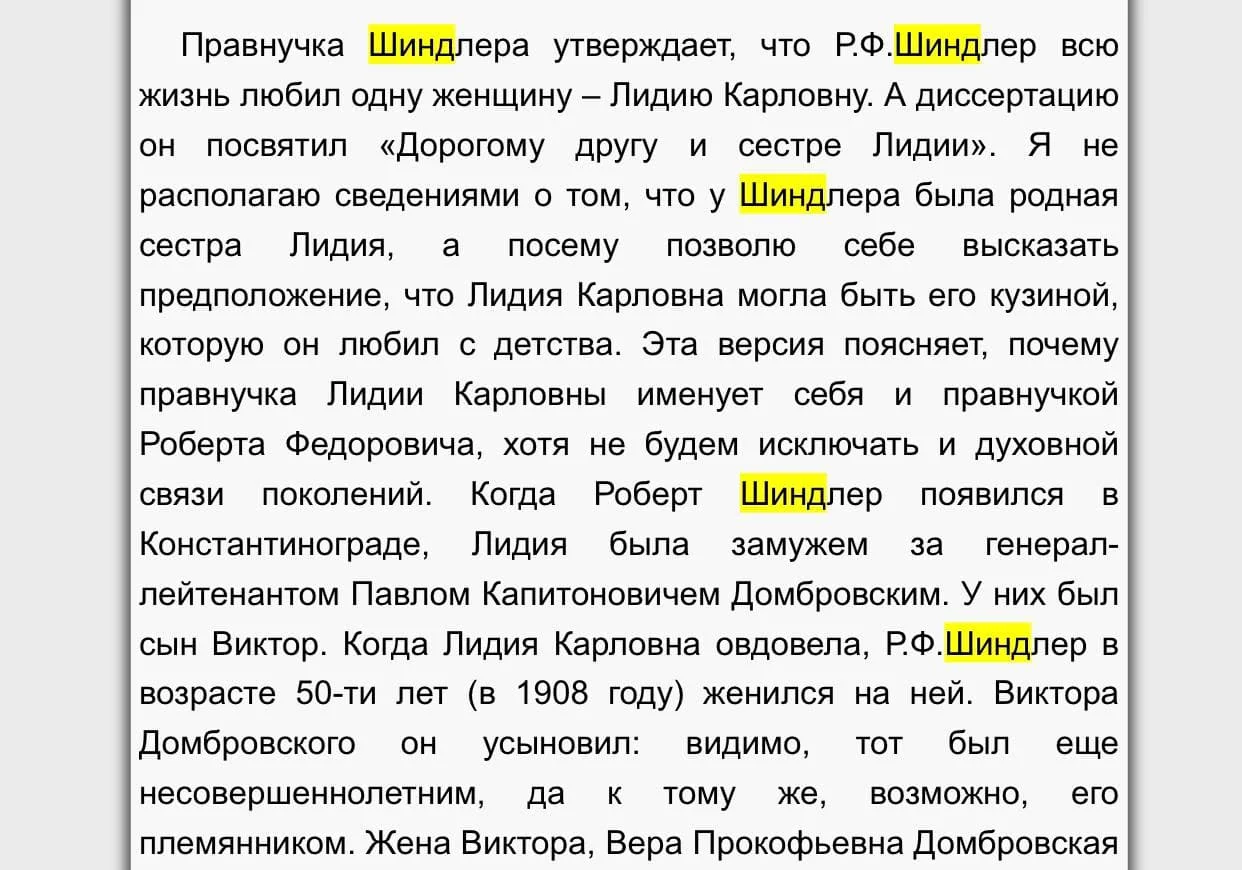 Правнучка Шиндлера утверждает, что Р.Ф.Шиндлер всю
жизнь любил одну женщину – Лидию Карловну. А диссертацию
он посвятил «Дорогому другу и сестре Лидии». Я не
располагаю сведениями о том, что у Шиндлера была родная
сестра Лидия, а посему позволю себе высказать
предположение, что Лидия Карловна могла быть его кузиной,
которую он любил с детства. Эта версия поясняет, почему
правнучка Лидии Карловны именует себя и правнучкой
Роберта Федоровича, хотя не будем исключать и духовной
связи поколений. Когда Роберт Шиндлер появился в
Константинограде, Лидия была замужем за генерал-
лейтенантом Павлом Капитоновичем Домбровским. У них был
сын Виктор. Когда Лидия Карловна овдовела, Р.Ф.Шиндлер в
возрасте 50-ти лет (в 1908 году) женился на ней. Виктора
Домбровского он усыновил: видимо, тот был еще
несовершеннолетним, да к тому же, возможно, его
племянником. Жена Виктора, Вера Прокофьевна Домбровская